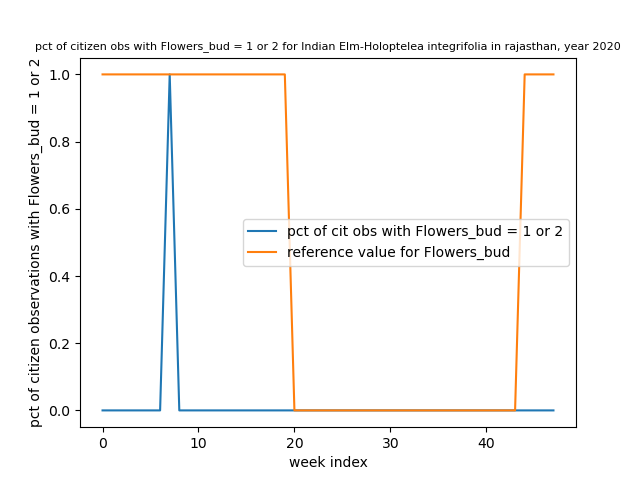 pct of citizen obs with Flowers_bud = 1 or 2 for Indian Elm-Holoptelea integrifolia in rajasthan, year 2020
pct of citizen observations with Flowers_bud = 1 or 2
1.0
0.8
0.6
0.4
0.2
0.0
pct of cit obs with Flowers_bud = 1 or 2
reference value for Flowers_bud
0
10
20
30
40
week index